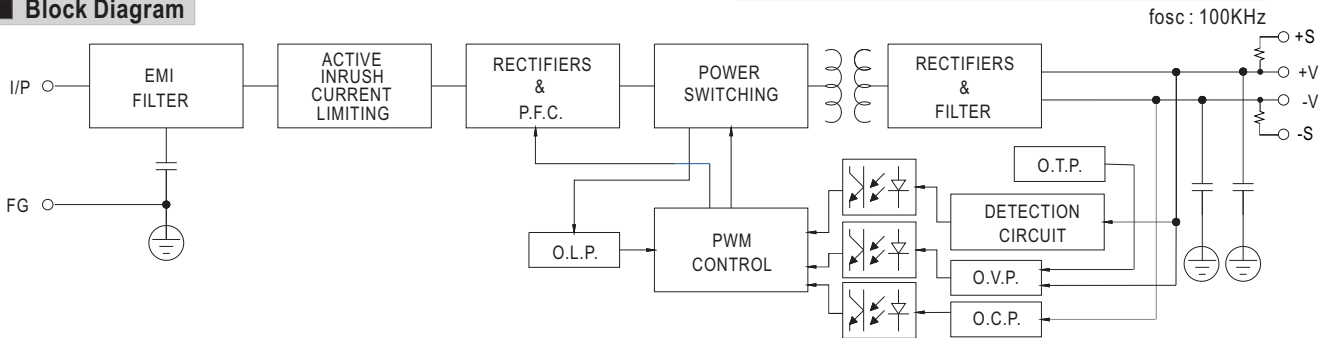 Block Diagram
fosc : 100KHz
I/P
EMI
FILTER
ACTIVE
INRUSH
CURRENT
LIMITING
RECTIFIERS
&
P.F.C.
POWER
SWITCHING
RECTIFIERS
&
FILTER
+S
+V
-V
-S
FG
O.L.P.
PWM
CONTROL
O.T.P.
DETECTION
CIRCUIT
O.V.P.
O.C.P.